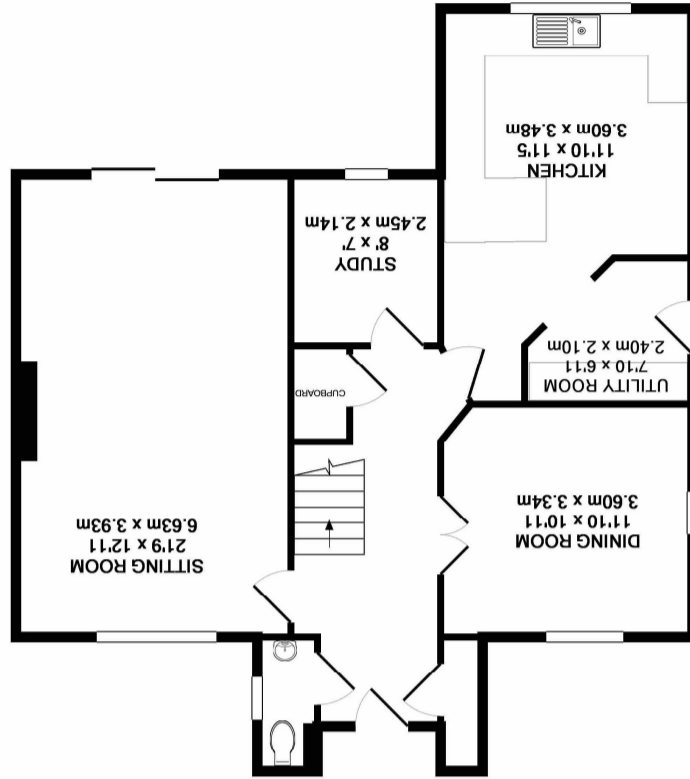 SITTING ROOM
21'9 x 12'11
6.63m x 3.93m
DINING ROOM
11'10 x 10'11
3.60m x 3.34m
CUPBOARD
UTILITY ROOM
7'10 x 6'11
2.40m x 2.10m
STUDY
8' x 7'
2.45m x 2.14m
KITCHEN
11'10 x 11'5
3.60m x 3.48m